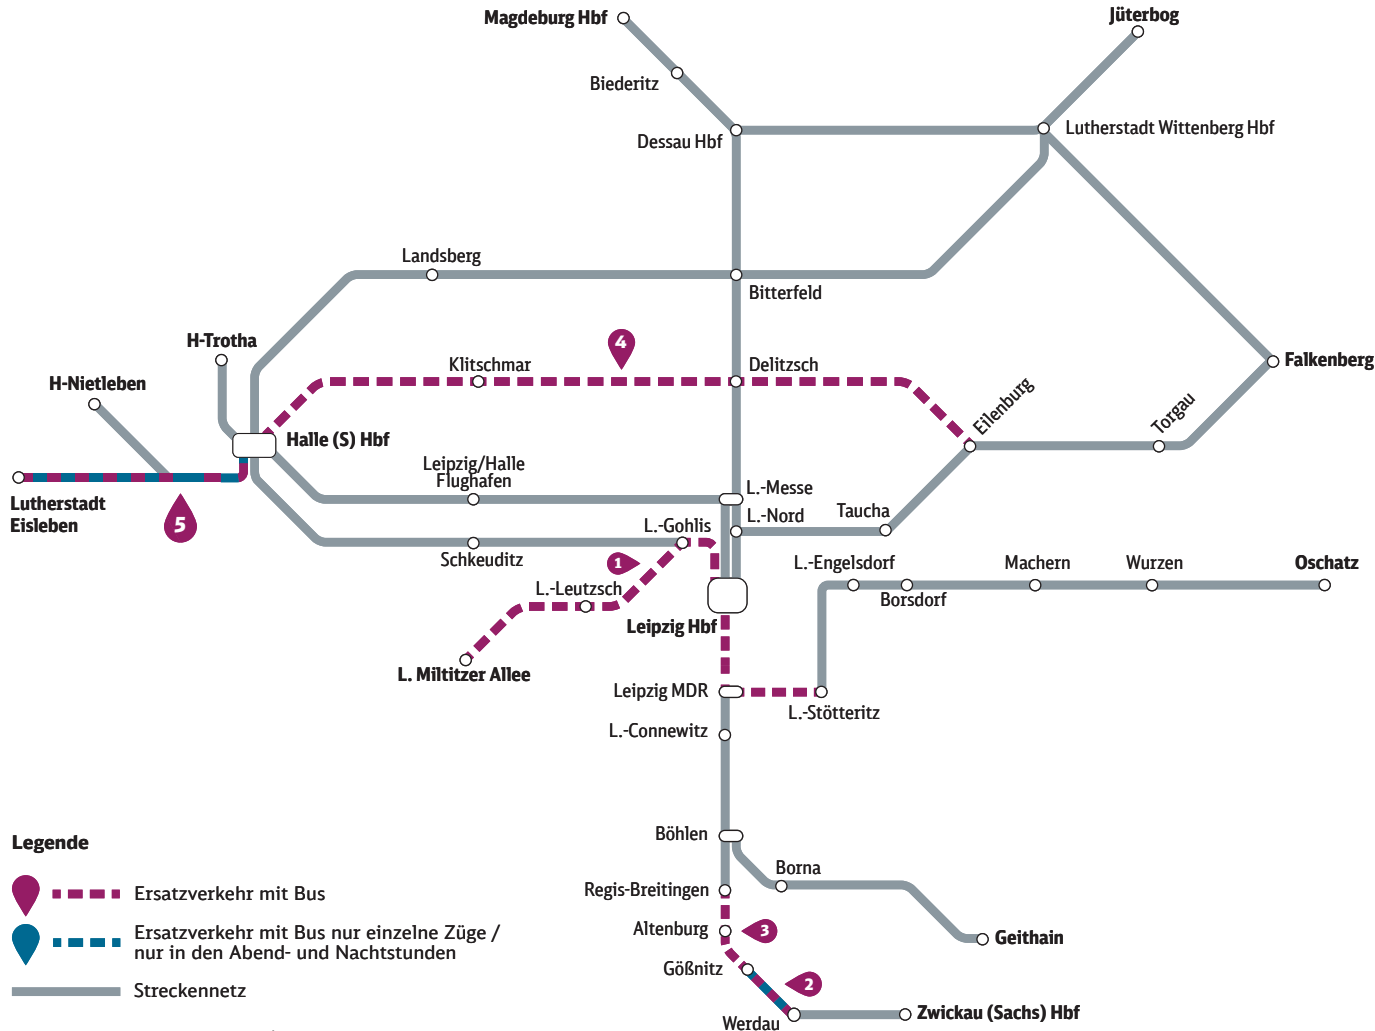 Magdeburg Hbf
Jüterbog
Biederitz
Dessau Hbf
Lutherstadt Wittenberg Hbf
Landsberg
Bitterfeld
H-Trotha
4
Klitschmar
Delitzsch
Falkenberg
H-Nietleben
Eilenburg
Torgau
Halle (S) Hbf
Leipzig/Halle
Flughafen
L.-Messe
Lutherstadt
Eisleben
5
L.-Gohlis
L.-Nord
Taucha
Schkeuditz
1
L.-Engelsdorf
Machern
Wurzen
Oschatz
L.-Leutzsch
Borsdorf
Leipzig Hbf
L. Miltitzer Allee
Leipzig MDR
L.-Stötteritz
L.-Connewitz
Böhlen
Borna
Regis-Breitingen
Altenburg
3
Geithain
Gößnitz
2
Werdau
Zwickau (Sachs) Hbf
Legende
Ersatzverkehr mit Bus
Ersatzverkehr mit Bus nur einzelne Züge /
nur in den Abend- und Nachtstunden
Streckennetz